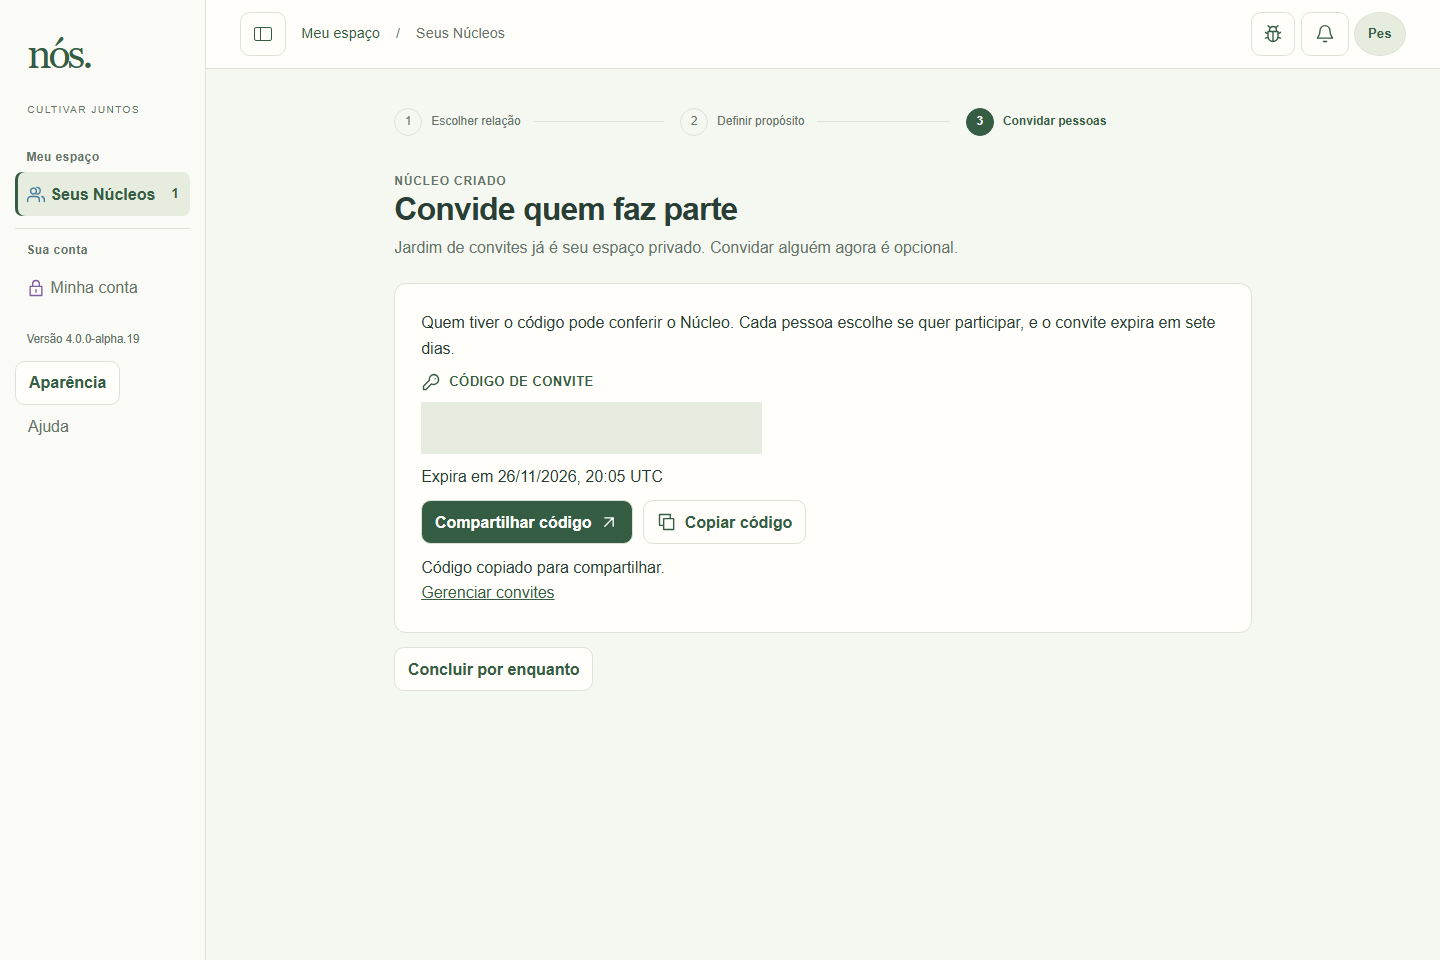 nós.
CULTIVAR JUNTOS
Meu espaço
Seus Núcleos 1
Sua conta
Minha conta
Versão 4.0.0-alpha.19
Aparência
Ajuda
Meu espaço / Seus Núcleos
Pes
1 Escolher relação
2 Definir propósito
3 Convidar pessoas
NÚCLEO CRIADO
Convide quem faz parte
Jardim de convites já é seu espaço privado. Convidar alguém agora é opcional.
Quem tiver o código pode conferir o Núcleo. Cada pessoa escolhe se quer participar, e o convite expira em sete
dias.
CÓDIGO DE CONVITE
Expira em 26/11/2026, 20:05 UTC
Compartilhar código
Copiar código
Código copiado para compartilhar.
Gerenciar convites
Concluir por enquanto